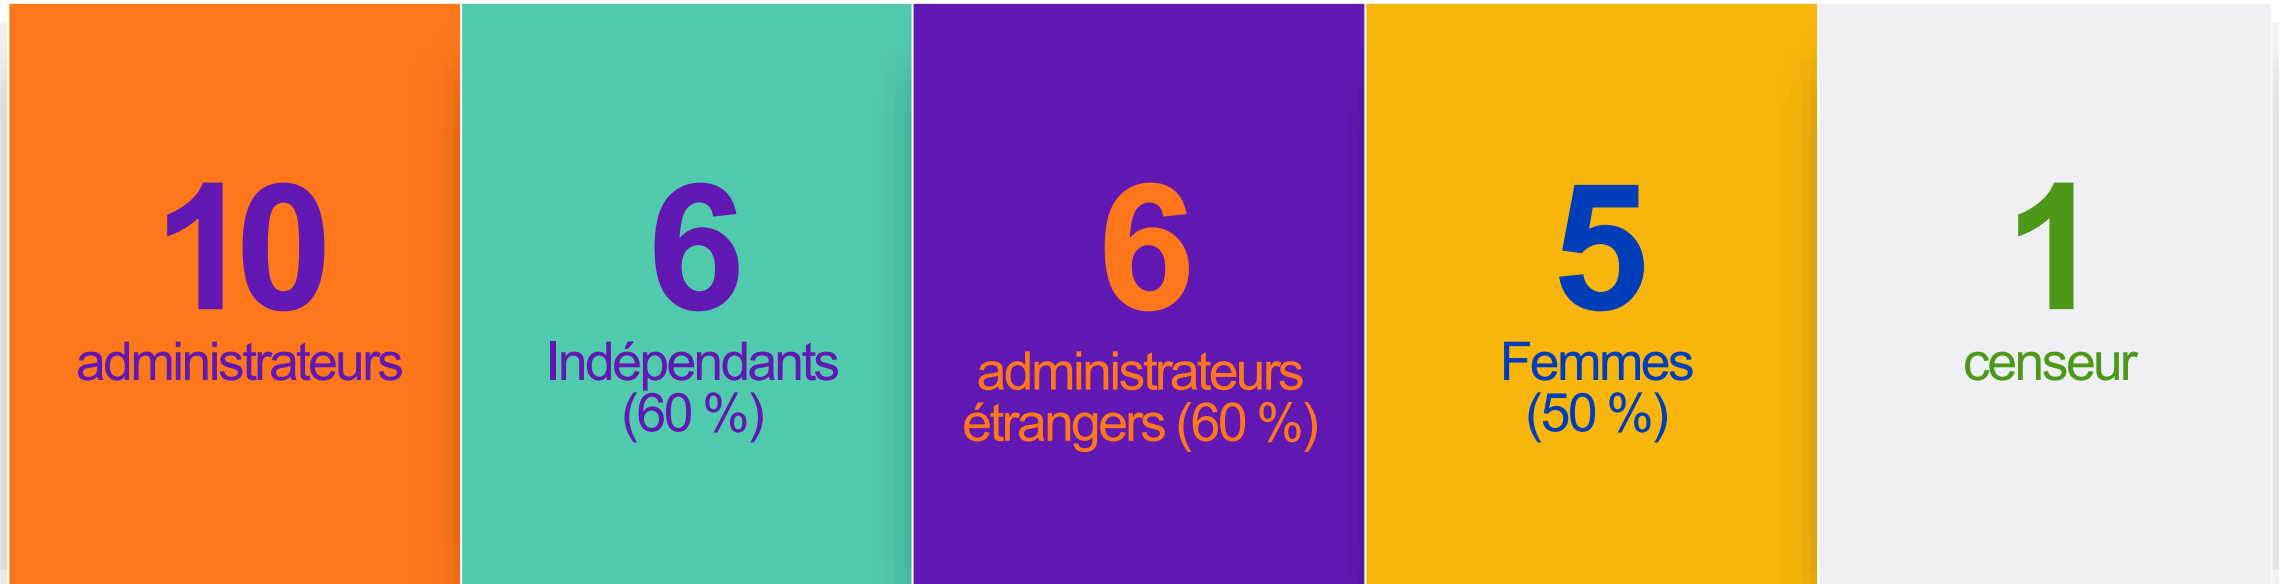 10
administrateurs
6
Indépendants
(60 %)
6
administrateurs
étrangers (60 %)
5
Femmes
(50 %)
1
censeur